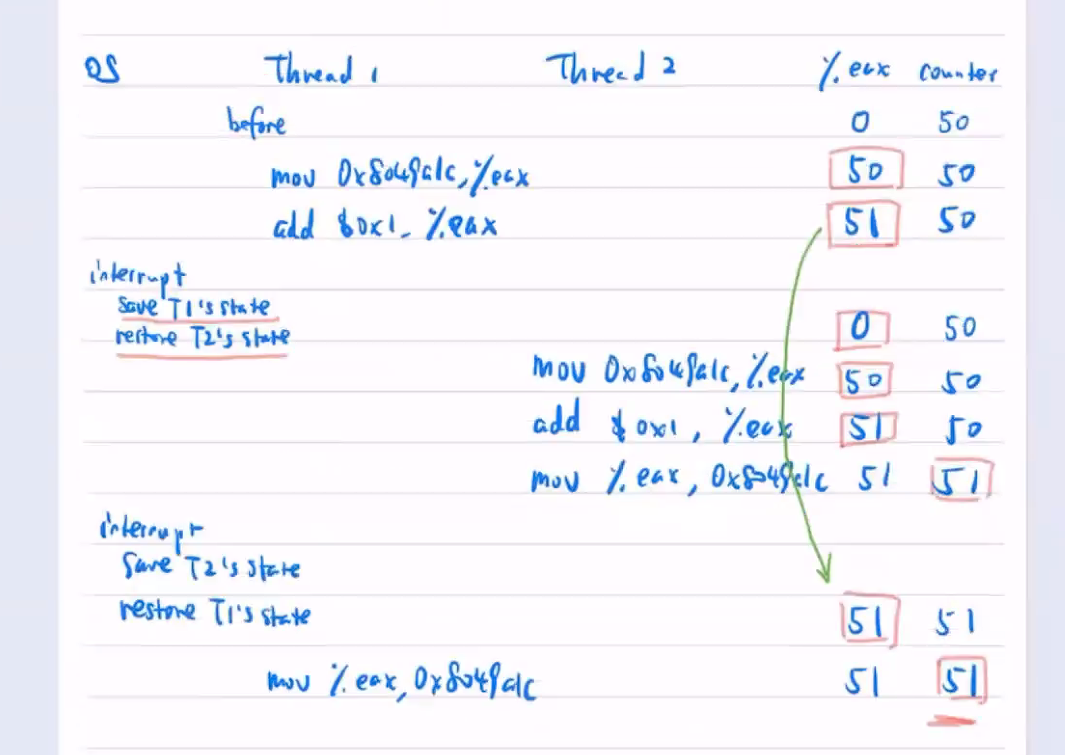 OS Thread 1 Thread 2 %eax counter
before 0 50
mov 0x8049a1c, %eax 50 50
add $0x1, %eax 51 50
interrupt
save T1's state
restore T2's state 0 50
mov 0x8049a1c, %eax 50 50
add $0x1, %eax 51 50
mov %eax, 0x8049a1c 51 51
interrupt
save T2's state
restore T1's state 51 51
mov %eax, 0x8049a1c 51 51